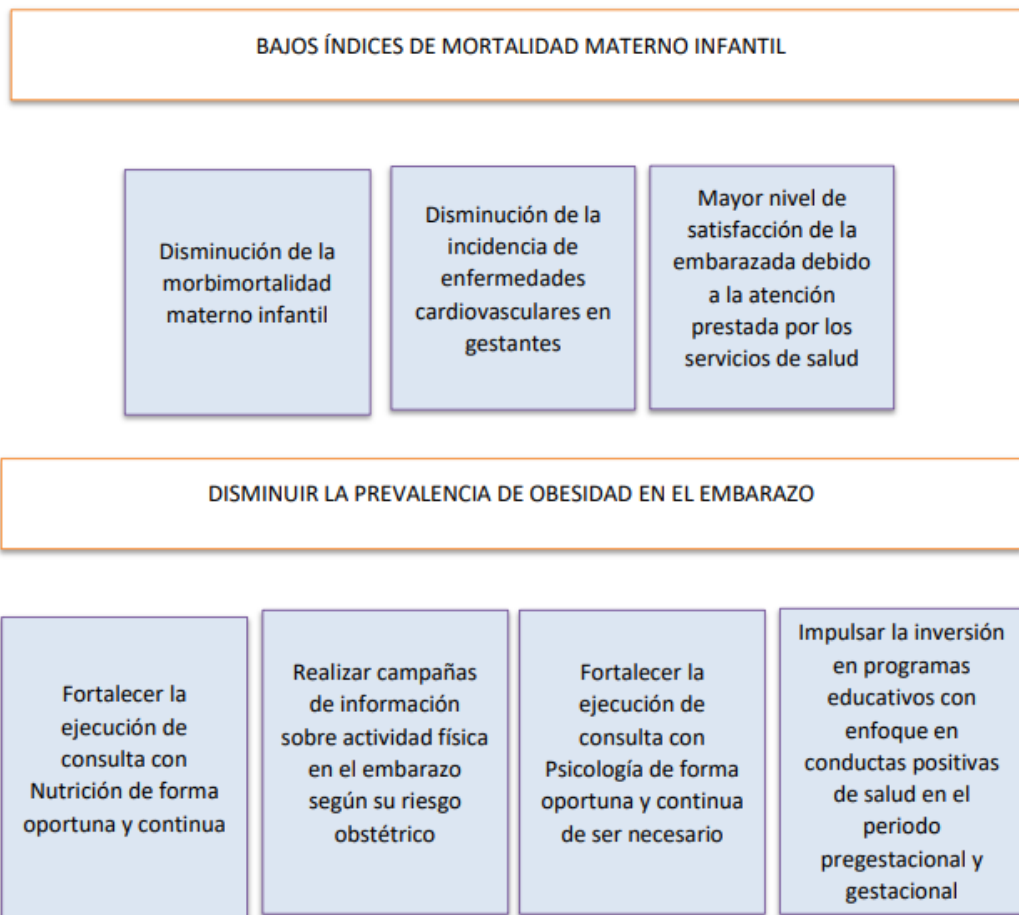 BAJOS ÍNDICES DE MORTALIDAD MATERNO INFANTIL
Disminución de la
morbimortalidad
materno infantil
Disminución de la
incidencia de
enfermedades
cardiovasculares en
gestantes
Mayor nivel de
satisfacción de la
embarazada debido
a la atención
prestada por los
servicios de salud
DISMINUIR LA PREVALENCIA DE OBESIDAD EN EL EMBARAZO
Fortalecer la
ejecución de
consulta con
Nutrición de forma
oportuna y continua
Realizar campañas
de información
sobre actividad física
en el embarazo
según su riesgo
obstétrico
Fortalecer la
ejecución de
consulta con
Psicología de forma
oportuna y continua
de ser necesario
Impulsar la inversión
en programas
educativos con
enfoque en
conductas positivas
de salud en el
periodo
pregestacional y
gestacional